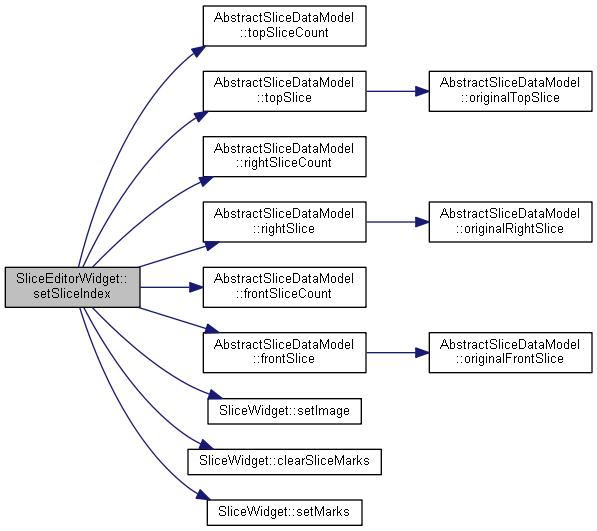 AbstractSliceDataModel
::topSliceCount
AbstractSliceDataModel
::topSlice
AbstractSliceDataModel
::originalTopSlice
AbstractSliceDataModel
::rightSliceCount
AbstractSliceDataModel
::rightSlice
AbstractSliceDataModel
::originalRightSlice
SliceEditorWidget::
setSliceIndex
AbstractSliceDataModel
::frontSliceCount
AbstractSliceDataModel
::frontSlice
AbstractSliceDataModel
::originalFrontSlice
SliceWidget::setImage
SliceWidget::clearSliceMarks
SliceWidget::setMarks